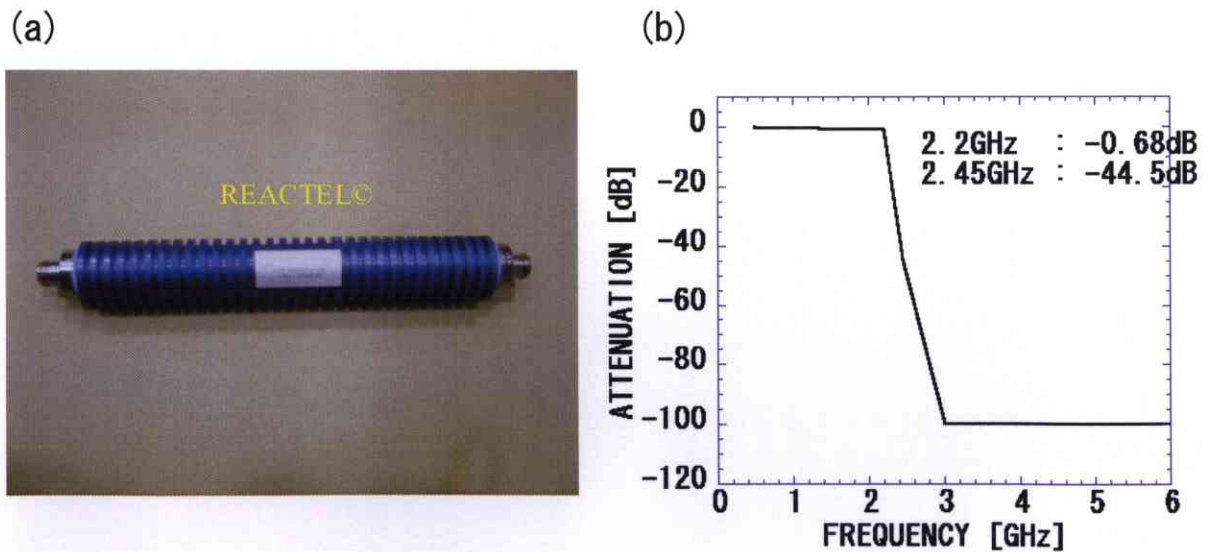 (a)
(b)
REACTEL©
ATTENUATION [dB]
0
-20
-40
-60
-80
-100
-120
2.2GHz : -0.68dB
2.45GHz : -44.5dB
0 1 2 3 4 5 6
FREQUENCY [GHz]